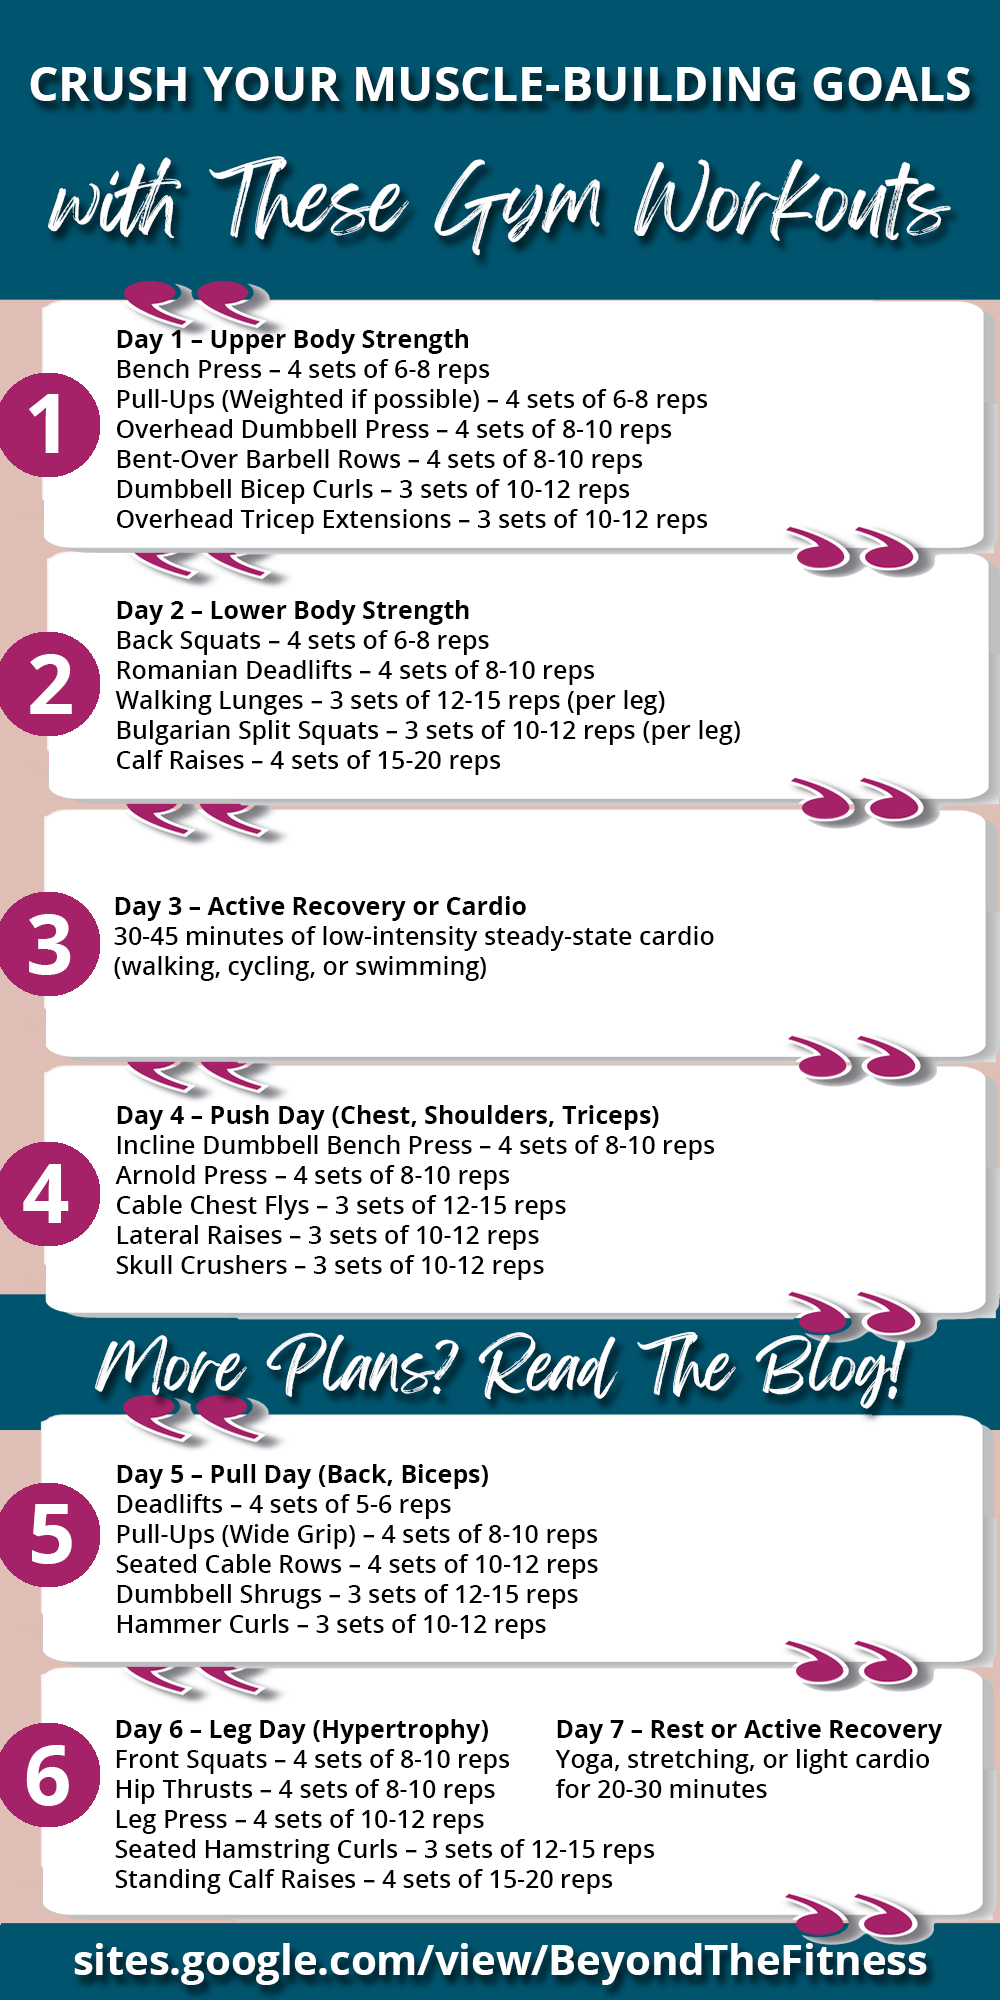 CRUSH YOUR MUSCLE-BUILDING GOALS
with These Gym Workouts
1
Day 1 – Upper Body Strength
Bench Press – 4 sets of 6-8 reps
Pull-Ups (Weighted if possible) – 4 sets of 6-8 reps
Overhead Dumbbell Press – 4 sets of 8-10 reps
Bent-Over Barbell Rows – 4 sets of 8-10 reps
Dumbbell Bicep Curls – 3 sets of 10-12 reps
Overhead Tricep Extensions – 3 sets of 10-12 reps
2
Day 2 – Lower Body Strength
Back Squats – 4 sets of 6-8 reps
Romanian Deadlifts – 4 sets of 8-10 reps
Walking Lunges – 3 sets of 12-15 reps (per leg)
Bulgarian Split Squats – 3 sets of 10-12 reps (per leg)
Calf Raises – 4 sets of 15-20 reps
3
Day 3 – Active Recovery or Cardio
30-45 minutes of low-intensity steady-state cardio
(walking, cycling, or swimming)
4
Day 4 – Push Day (Chest, Shoulders, Triceps)
Incline Dumbbell Bench Press – 4 sets of 8-10 reps
Arnold Press – 4 sets of 8-10 reps
Cable Chest Flys – 3 sets of 12-15 reps
Lateral Raises – 3 sets of 10-12 reps
Skull Crushers – 3 sets of 10-12 reps
More Plans? Read The Blog!
5
Day 5 – Pull Day (Back, Biceps)
Deadlifts – 4 sets of 5-6 reps
Pull-Ups (Wide Grip) – 4 sets of 8-10 reps
Seated Cable Rows – 4 sets of 10-12 reps
Dumbbell Shrugs – 3 sets of 12-15 reps
Hammer Curls – 3 sets of 10-12 reps
6
Day 6 – Leg Day (Hypertrophy)
Front Squats – 4 sets of 8-10 reps
Hip Thrusts – 4 sets of 8-10 reps
Leg Press – 4 sets of 10-12 reps
Seated Hamstring Curls – 3 sets of 12-15 reps
Standing Calf Raises – 4 sets of 15-20 reps
Day 7 – Rest or Active Recovery
Yoga, stretching, or light cardio
for 20-30 minutes
sites.google.com/view/BeyondTheFitness